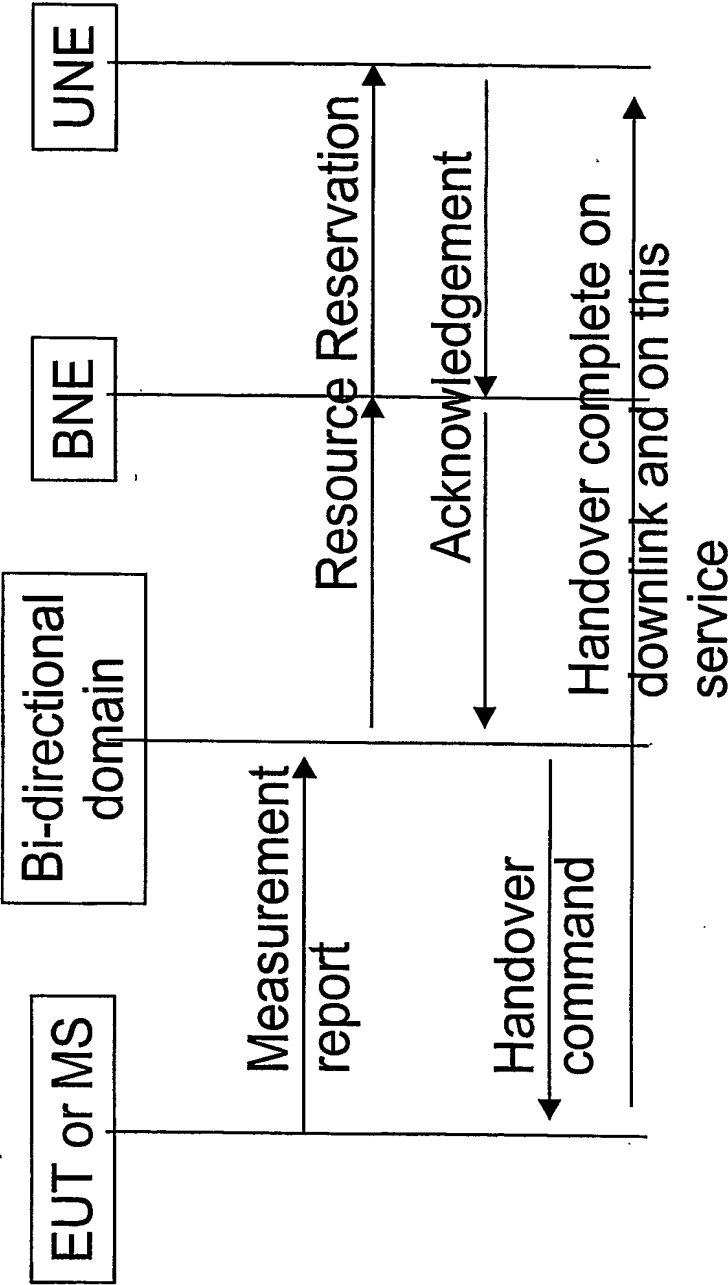 EUT or MS
Bi-directional
domain
BNE
UNE
Measurement
report
Resource Reservation
Acknowledgement
Handover
command
Handover complete on
downlink and on this
service